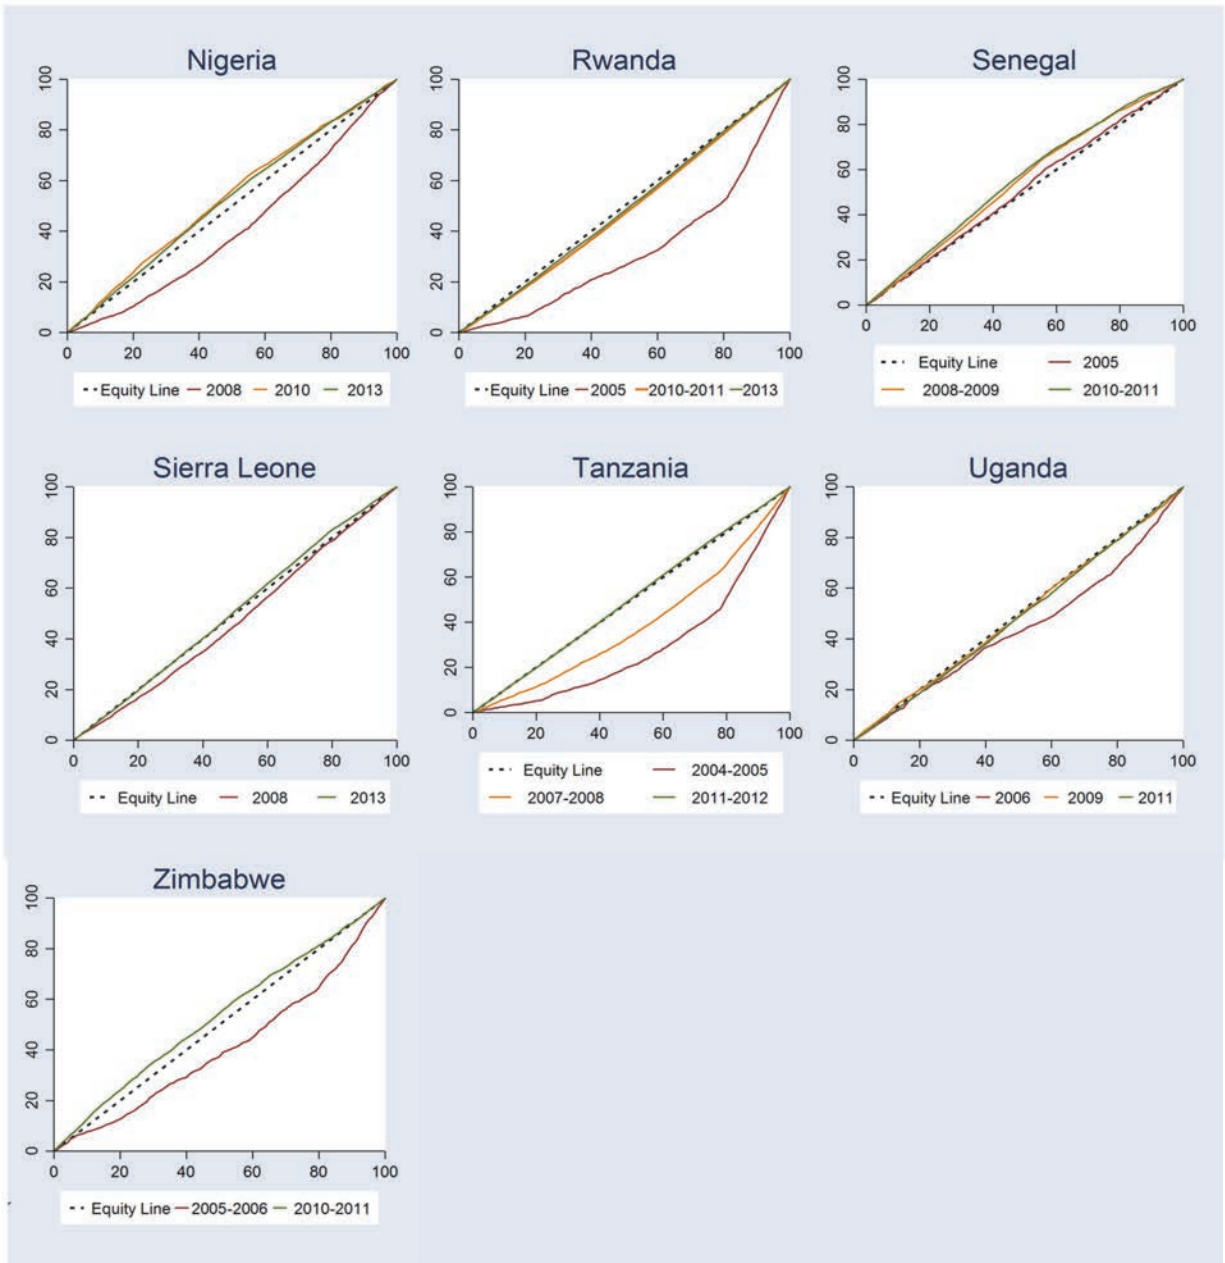 Nigeria
100
80
60
40
20
0
0 20 40 60 80 100
Equity Line 2008 2010 2013
Rwanda
100
80
60
40
20
0
0 20 40 60 80 100
Equity Line 2005 2010-2011 2013
Senegal
100
80
60
40
20
0
0 20 40 60 80 100
Equity Line 2005
2008-2009 2010-2011
Sierra Leone
100
80
60
40
20
0
0 20 40 60 80 100
Equity Line 2008 2013
Tanzania
100
80
60
40
20
0
0 20 40 60 80 100
Equity Line 2004-2005
2007-2008 2011-2012
Uganda
100
80
60
40
20
0
0 20 40 60 80 100
Equity Line 2006 2009 2011
Zimbabwe
100
80
60
40
20
0
0 20 40 60 80 100
Equity Line 2005-2006 2010-2011